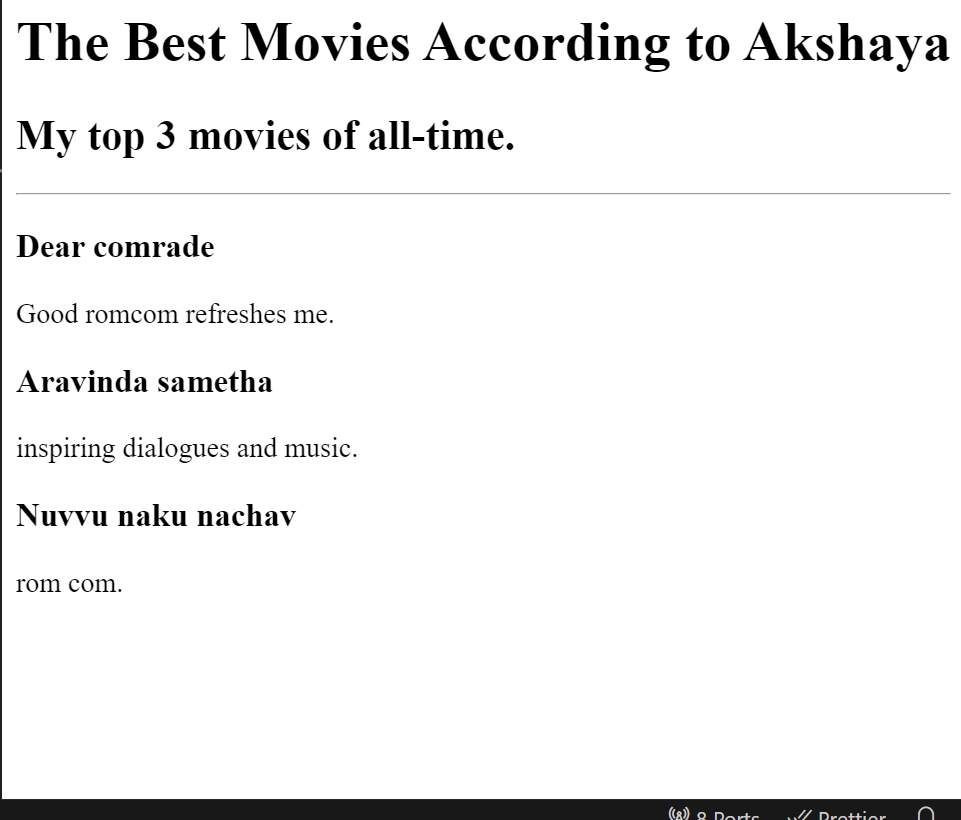 The Best Movies According to Akshaya
My top 3 movies of all-time.
Dear comrade
Good romcom refreshes me.
Aravinda sametha
inspiring dialogues and music.
Nuvvu naku nachav
rom com.
8 Ports Prettier